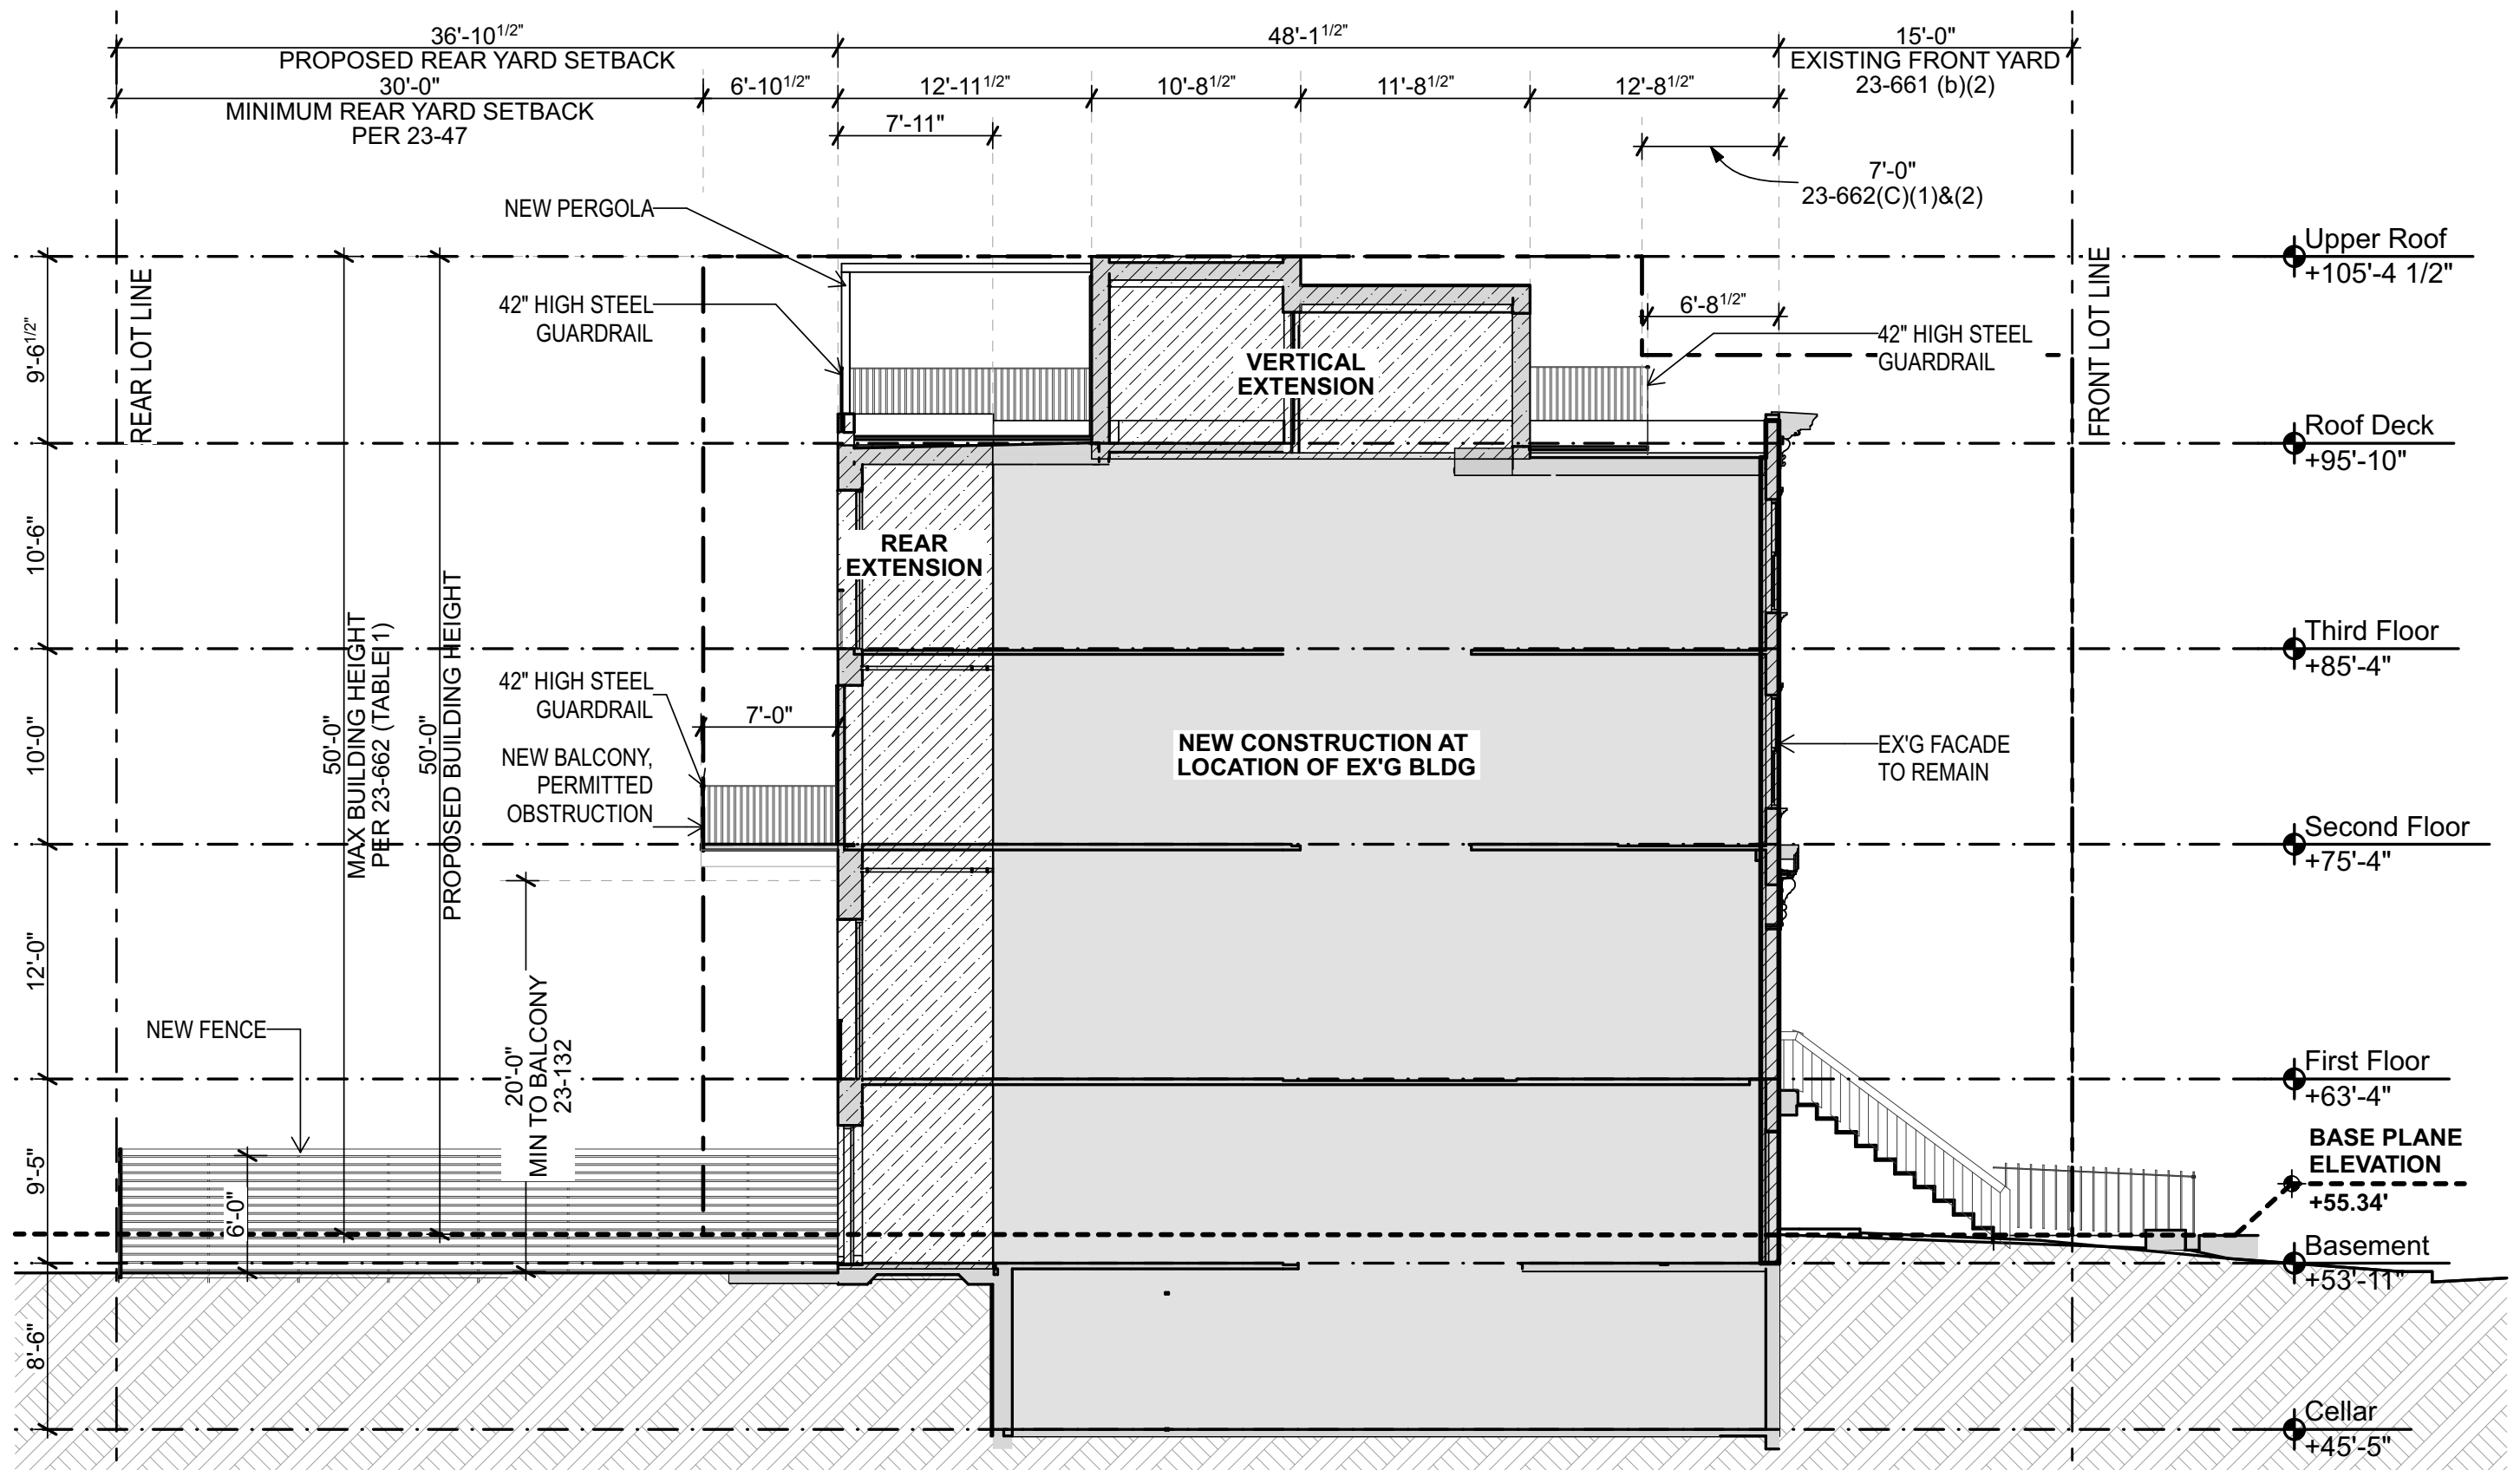 36'-10 1/2"
48'-1 1/2"
15'-0"
PROPOSED REAR YARD SETBACK
EXISTING FRONT YARD
23-661 (b)(2)
30'-0"
6'-10 1/2"
12'-11 1/2"
10'-8 1/2"
11'-8 1/2"
12'-8 1/2"
MINIMUM REAR YARD SETBACK
PER 23-47
7'-11"
7'-0"
23-662(C)(1)&(2)
NEW PERGOLA
42" HIGH STEEL
GUARDRAIL
REAR LOT LINE
FRONT LOT LINE
6'-8 1/2"
42" HIGH STEEL
GUARDRAIL
VERTICAL
EXTENSION
Upper Roof
+105'-4 1/2"
9'-6 1/2"
Roof Deck
+95'-10"
10'-6"
REAR
EXTENSION
Third Floor
+85'-4"
50'-0"
MAX BUILDING HEIGHT
PER 23-662 (TABLE 1)
50'-0"
PROPOSED BUILDING HEIGHT
42" HIGH STEEL
GUARDRAIL
7'-0"
NEW BALCONY,
PERMITTED
OBSTRUCTION
10'-0"
NEW CONSTRUCTION AT
LOCATION OF EX'G BLDG
EX'G FACADE
TO REMAIN
Second Floor
+75'-4"
12'-0"
20'-0"
MIN TO BALCONY
23-132
NEW FENCE
First Floor
+63'-4"
9'-5"
6'-0"
BASE PLANE
ELEVATION
+55.34'
Basement
+53'-11"
8'-6"
Cellar
+45'-5"